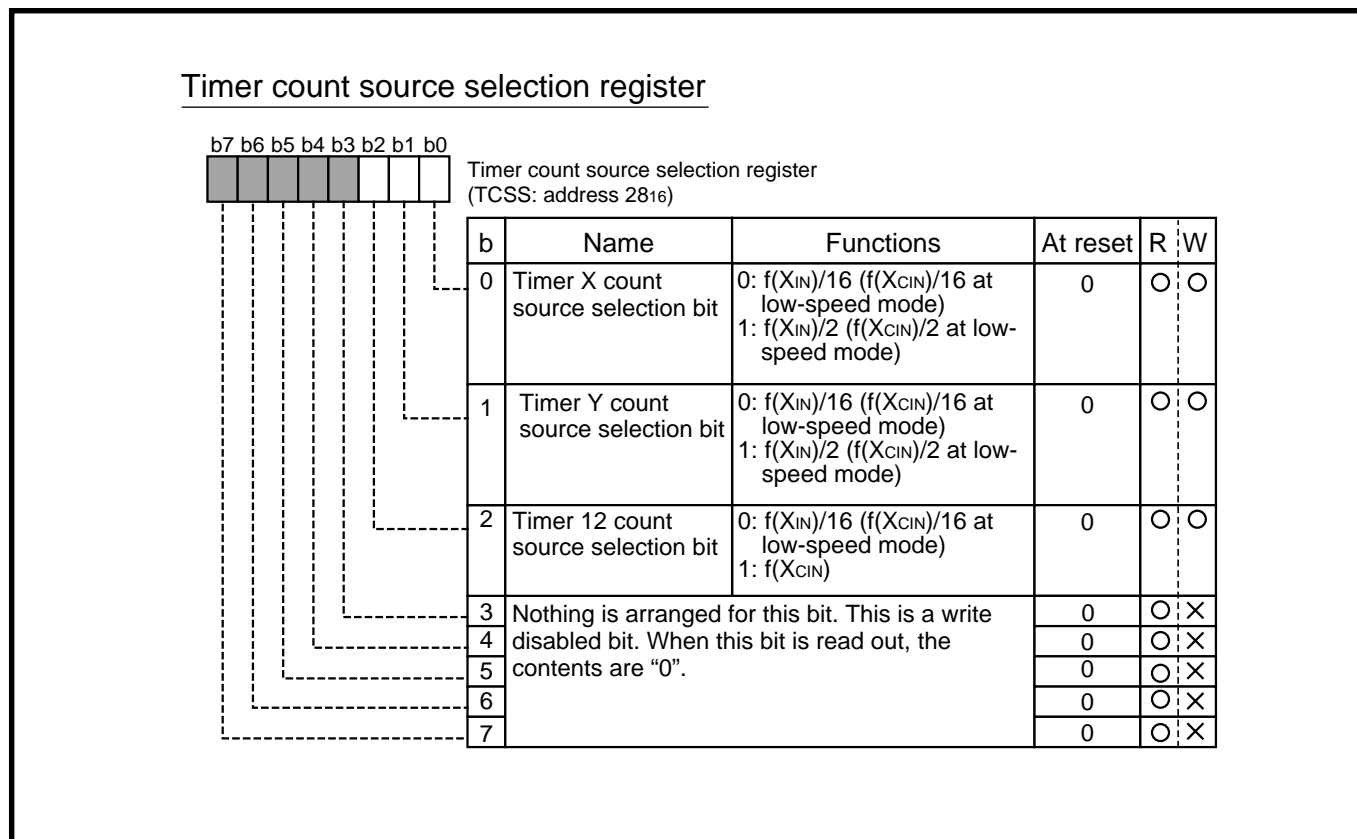 Timer count source selection register
b7 b6 b5 b4 b3 b2 b1 b0
Timer count source selection register
(TCSS: address 2816)
b Name Functions At reset R W
0 Timer X count source selection bit 0: f(XIN)/16 (f(XCIN)/16 at low-speed mode) 1: f(XIN)/2 (f(XCIN)/2 at low-speed mode) 0 O O
1 Timer Y count source selection bit 0: f(XIN)/16 (f(XCIN)/16 at low-speed mode) 1: f(XIN)/2 (f(XCIN)/2 at low-speed mode) 0 O O
2 Timer 12 count source selection bit 0: f(XIN)/16 (f(XCIN)/16 at low-speed mode) 1: f(XCIN) 0 O O
3 Nothing is arranged for this bit. This is a write 0 O ×
4 disabled bit. When this bit is read out, the 0 O ×
5 contents are “0”. 0 O ×
6 0 O ×
7 0 O ×